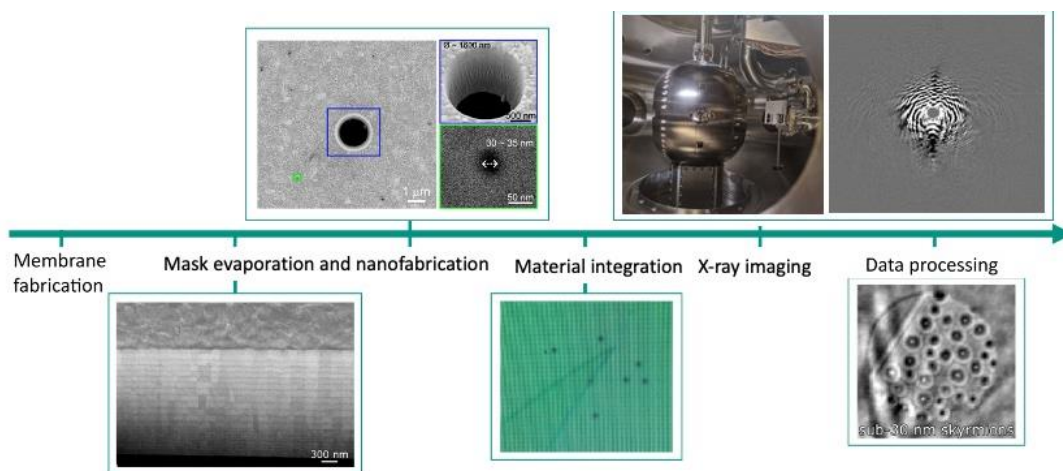 Ø ~ 1800 nm
500 nm
30 – 35 nm
1 µm
50 nm
Membrane
fabrication
Mask evaporation and nanofabrication
Material integration
X-ray imaging
Data processing
300 nm
sub-30 nm skyrmions